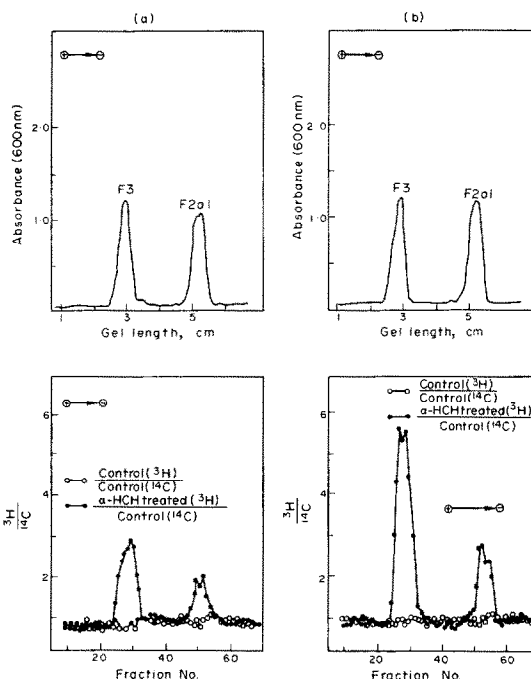 (a)
⊕ ⊖
2·0
1·0
F3
F2a1
1 3 5
Gel length, cm
Absorbance (600nm)
(b)
⊕ ⊖
2·0
1·0
F3
F2a1
1 3 5
Gel length, cm
Absorbance (600nm)
6
4
2
⊕ ⊖
Control (³H)
Control (¹⁴C)
α-HCH treated (³H)
Control (¹⁴C)
³H
¹⁴C
20 40 60
Fraction No.
Control (³H)
Control (¹⁴C)
α-HCH treated (³H)
Control (¹⁴C)
6
4
2
⊕ ⊖
³H
¹⁴C
20 40 60
Fraction No.